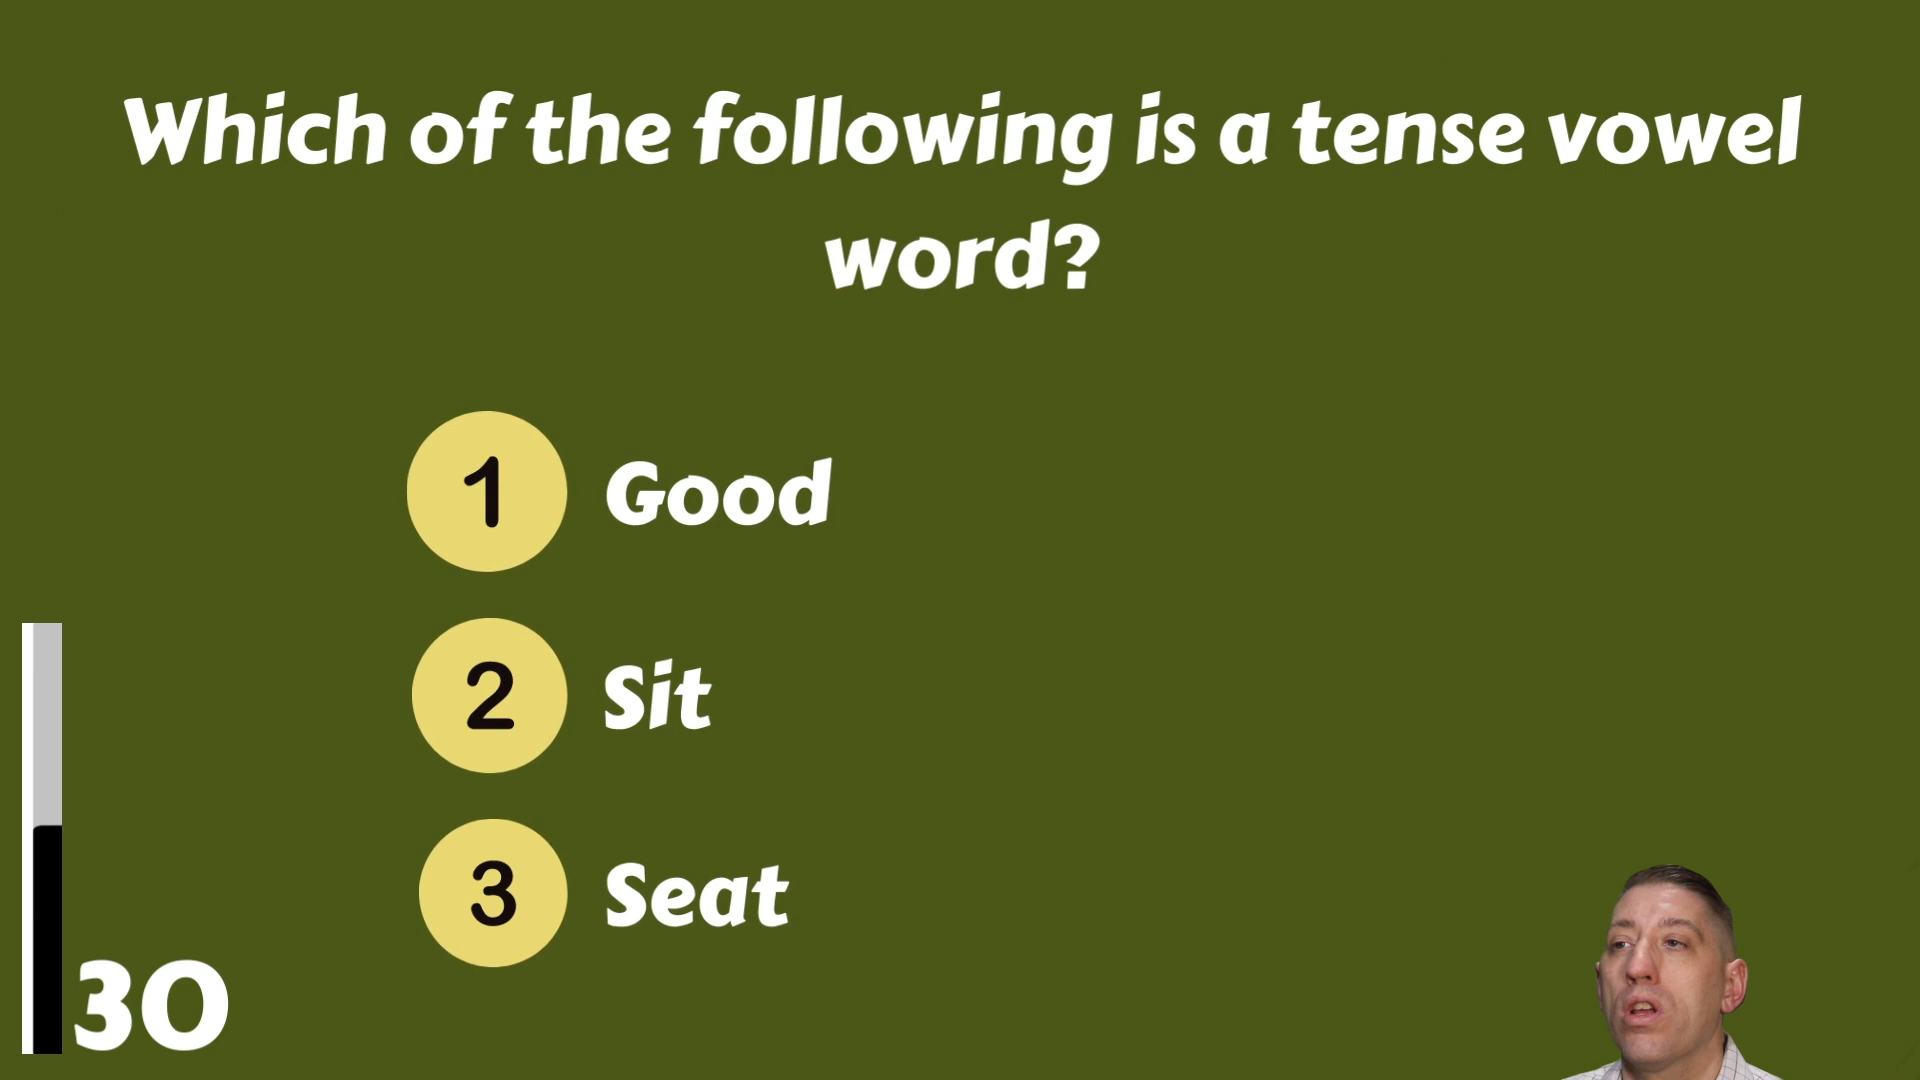 Which of the following is a tense vowel
word?
1 Good
2 Sit
3 Seat
30